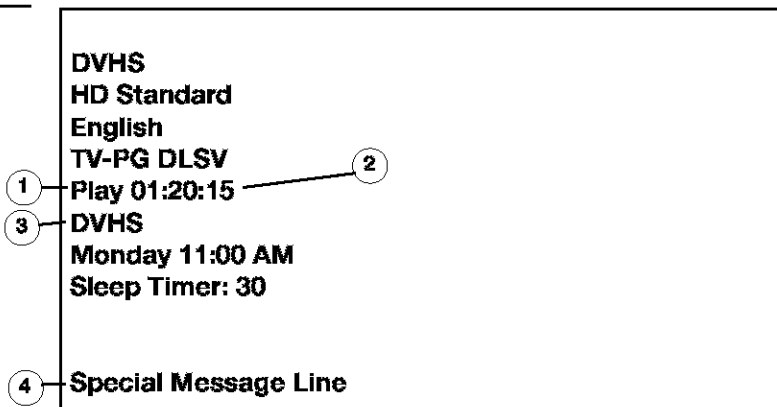 DVHS
HD Standard
English
TV-PG DLSV
2
1 Play 01:20:15
3 DVHS
Monday 11:00 AM
Sleep Timer: 30
4 Special Message Line